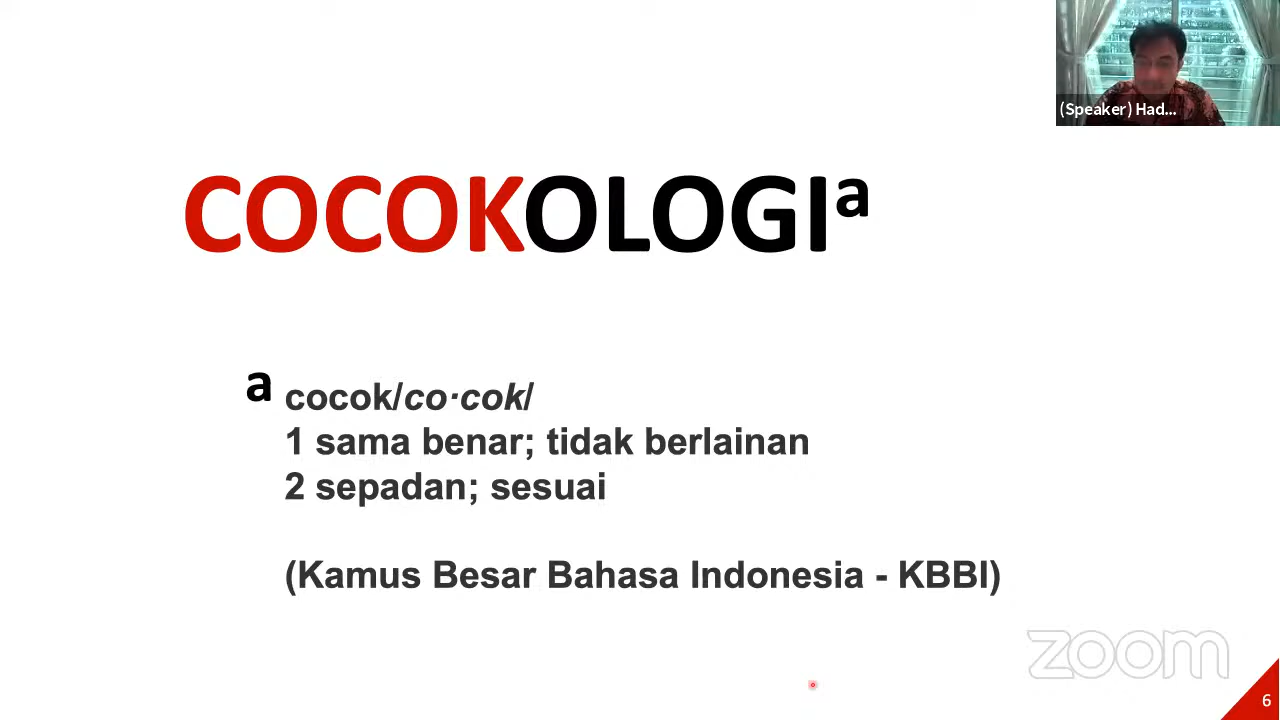 (Speaker) Had...
COCOKOLOGIᵃ
ᵃ cocok/co·cok/
1 sama benar; tidak berlainan
2 sepadan; sesuai
(Kamus Besar Bahasa Indonesia - KBBI)
zoom
6